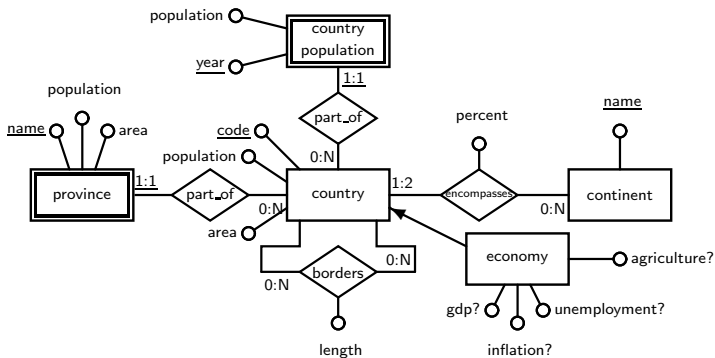 population
country
population
year
1:1
population
part_of
code
percent
name
name
area
population
0:N
province
1:1
part_of
0:N
country
1:2
encompasses
0:N
continent
area
economy
agriculture?
0:N
borders
0:N
gdp?
unemployment?
inflation?
length